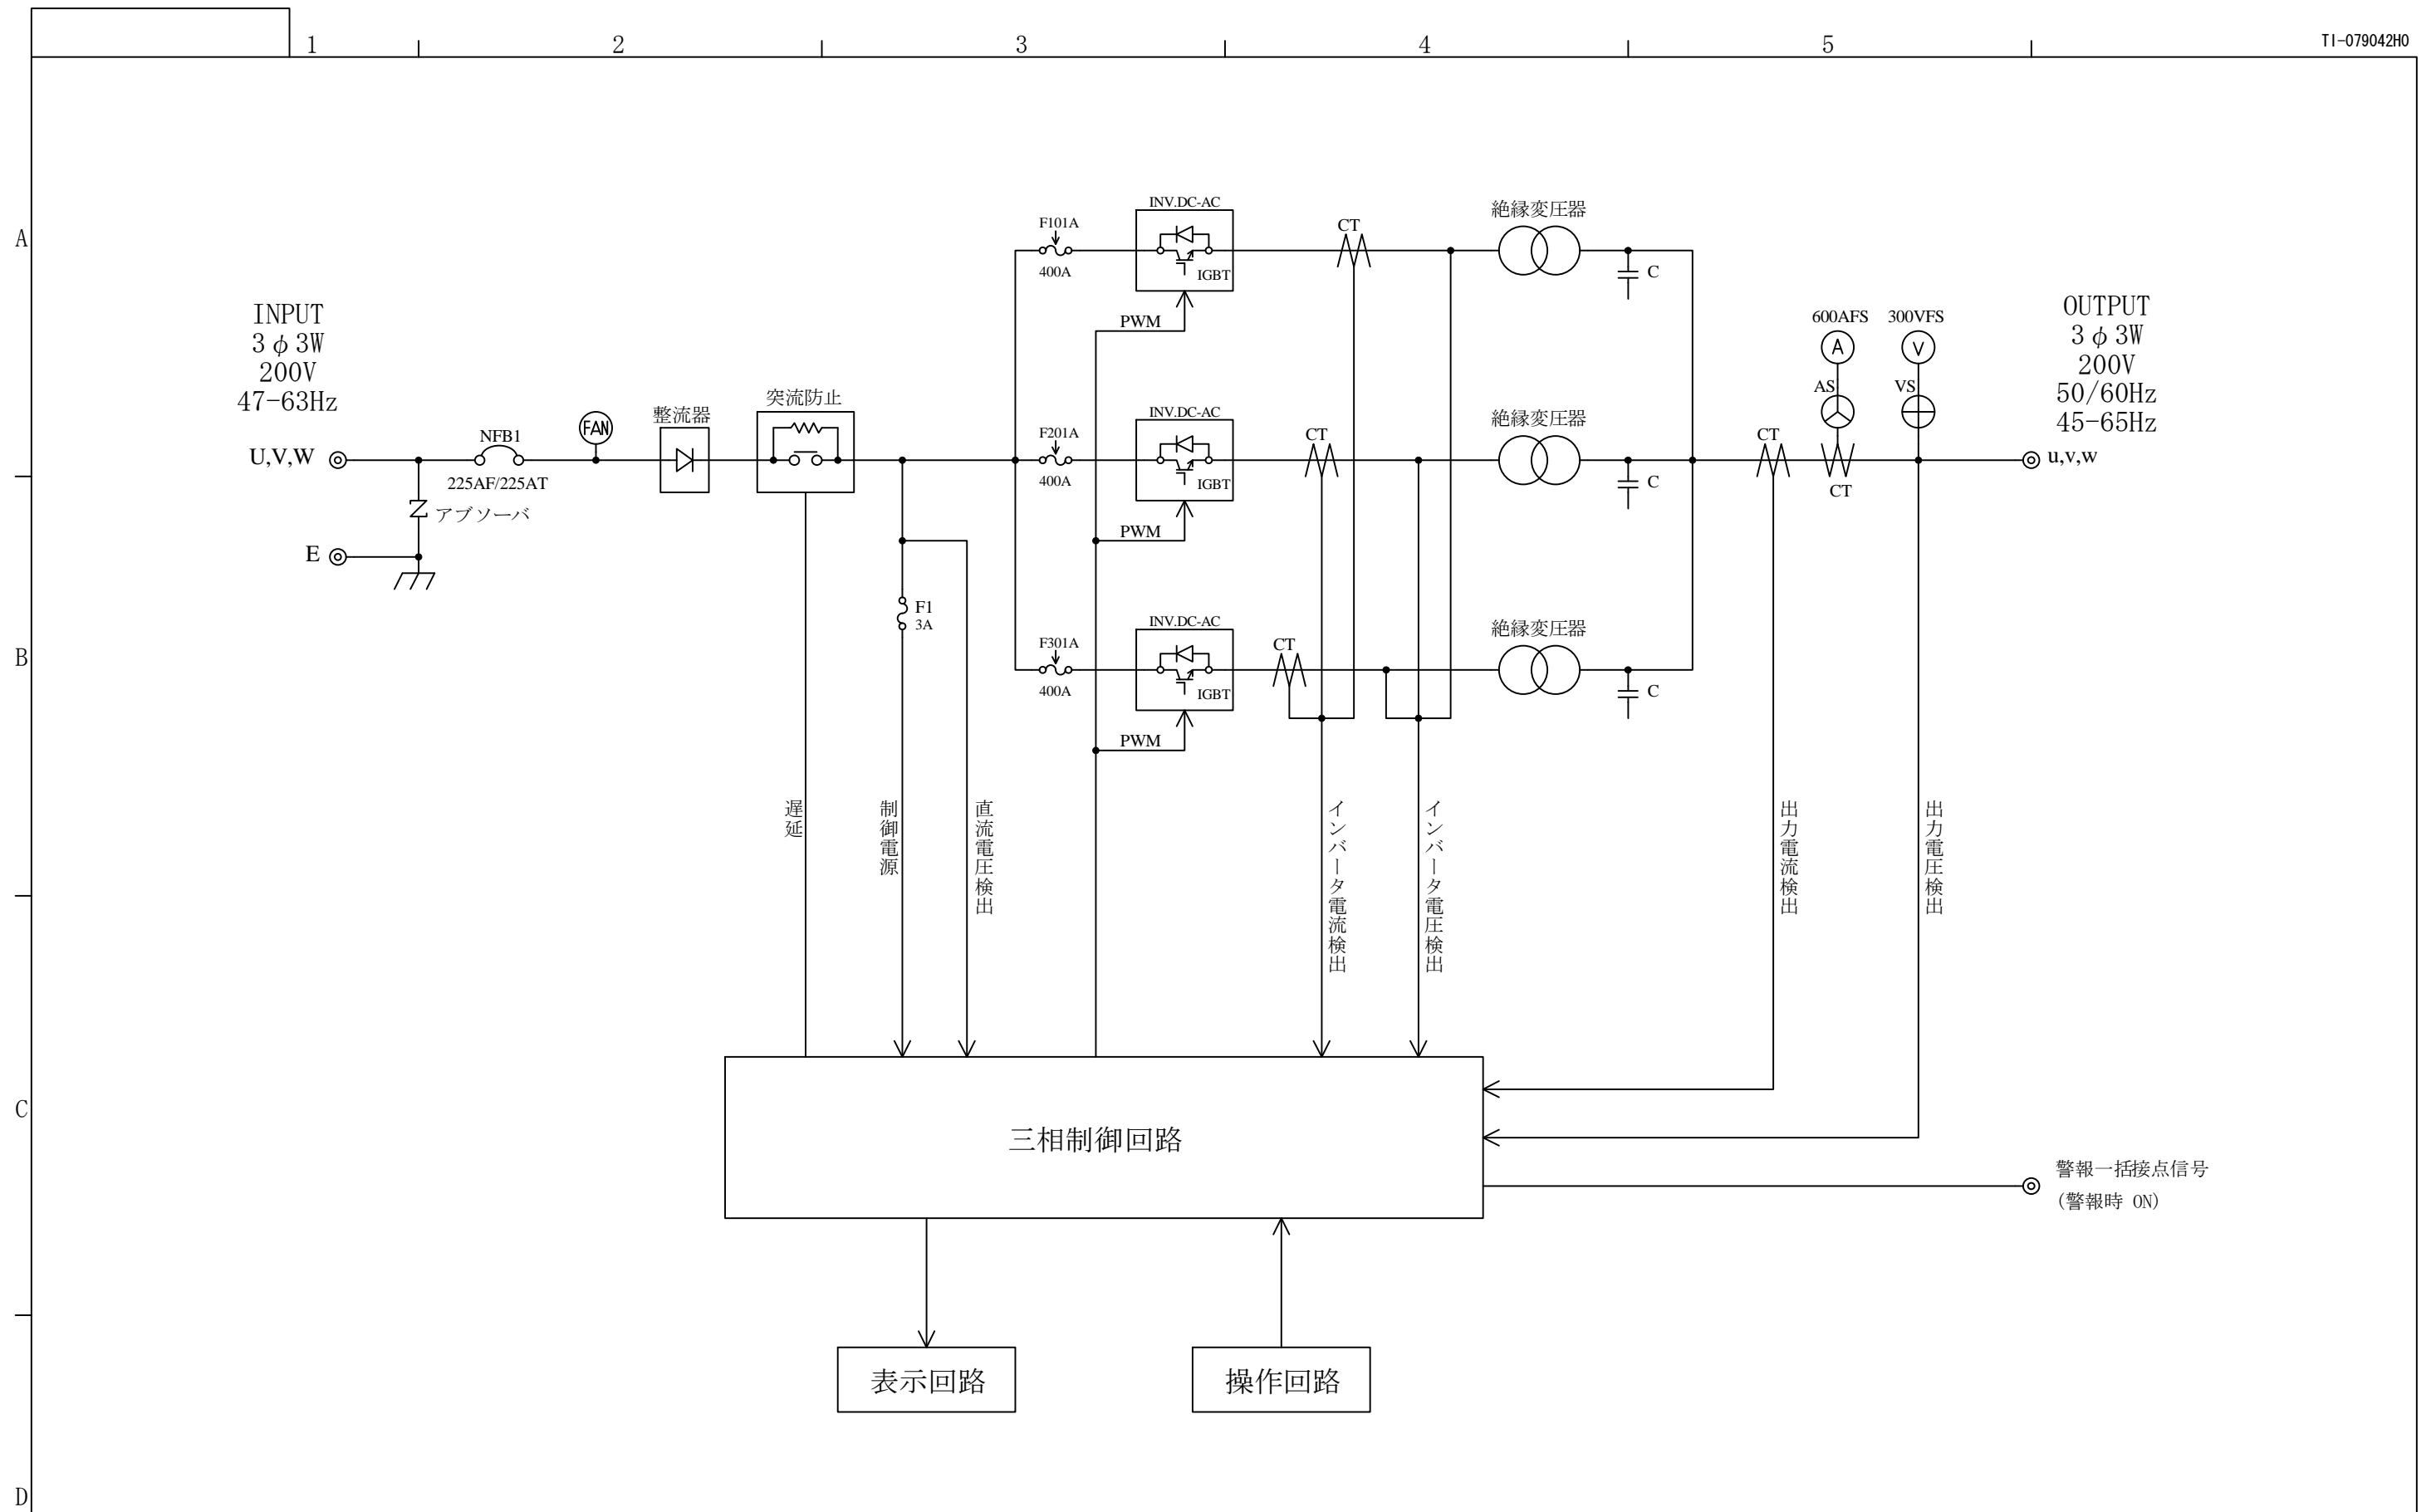 1
2
3
4
5
TI-079042H0
A
B
C
D
INPUT
3φ3W
200V
47-63Hz
U,V,W
E
NFB1
225AF/225AT
アブソーバ
FAN
整流器
突流防止
F1
3A
F101A
400A
INV.DC-AC
IGBT
PWM
CT
絶縁変圧器
C
F201A
400A
INV.DC-AC
IGBT
PWM
CT
絶縁変圧器
C
F301A
400A
INV.DC-AC
IGBT
PWM
CT
絶縁変圧器
C
CT
600AFS
A
AS
CT
300VFS
V
VS
OUTPUT
3φ3W
200V
50/60Hz
45-65Hz
u,v,w
遅延
制御電源
直流電圧検出
インバータ電流検出
インバータ電圧検出
出力電流検出
出力電圧検出
三相制御回路
警報一括接点信号
(警報時 ON)
表示回路
操作回路